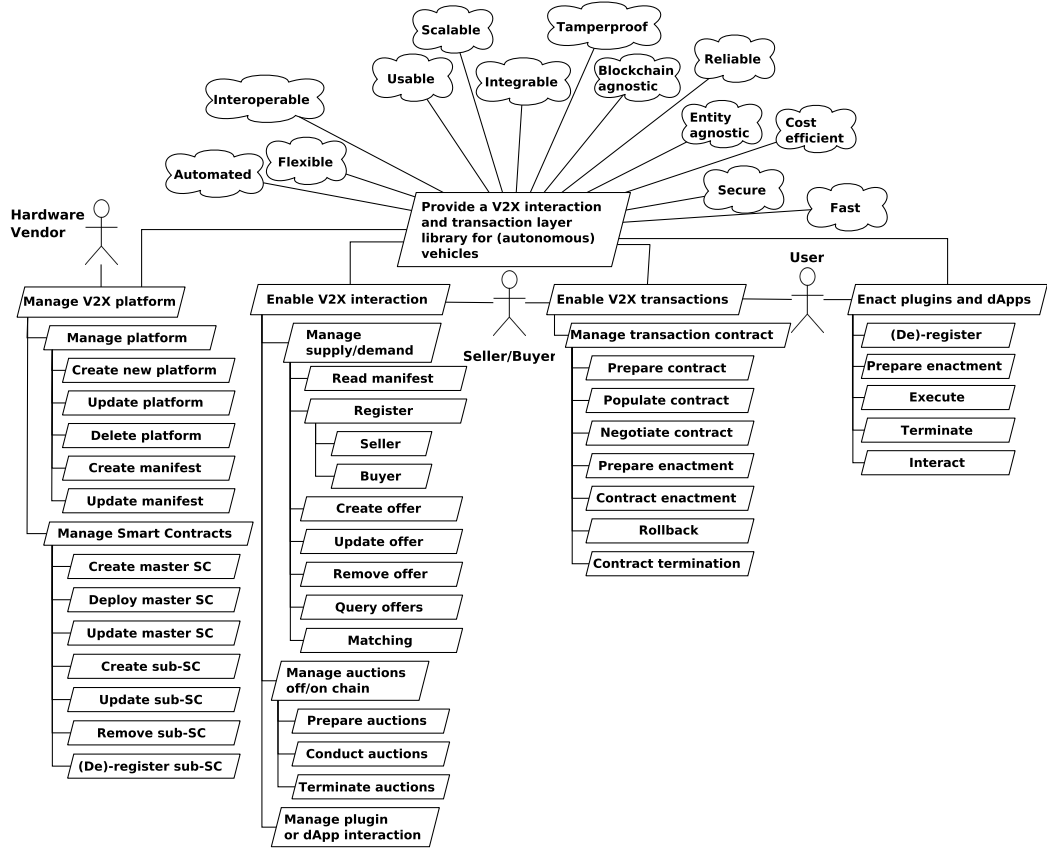 Scalable
Tamperproof
Usable
Integrable
Blockchain
agnostic
Reliable
Interoperable
Entity
agnostic
Cost
efficient
Automated
Flexible
Secure
Fast
Provide a V2X interaction
and transaction layer
library for (autonomous)
vehicles
Hardware
Vendor
Seller/Buyer
User
Manage V2X platform
Manage platform
Create new platform
Update platform
Delete platform
Create manifest
Update manifest
Manage Smart Contracts
Create master SC
Deploy master SC
Update master SC
Create sub-SC
Update sub-SC
Remove sub-SC
(De)-register sub-SC
Enable V2X interaction
Manage
supply/demand
Read manifest
Register
Seller
Buyer
Create offer
Update offer
Remove offer
Query offers
Matching
Manage auctions
off/on chain
Prepare auctions
Conduct auctions
Terminate auctions
Manage plugin
or dApp interaction
Enable V2X transactions
Manage transaction contract
Prepare contract
Populate contract
Negotiate contract
Prepare enactment
Contract enactment
Rollback
Contract termination
Enact plugins and dApps
(De)-register
Prepare enactment
Execute
Terminate
Interact